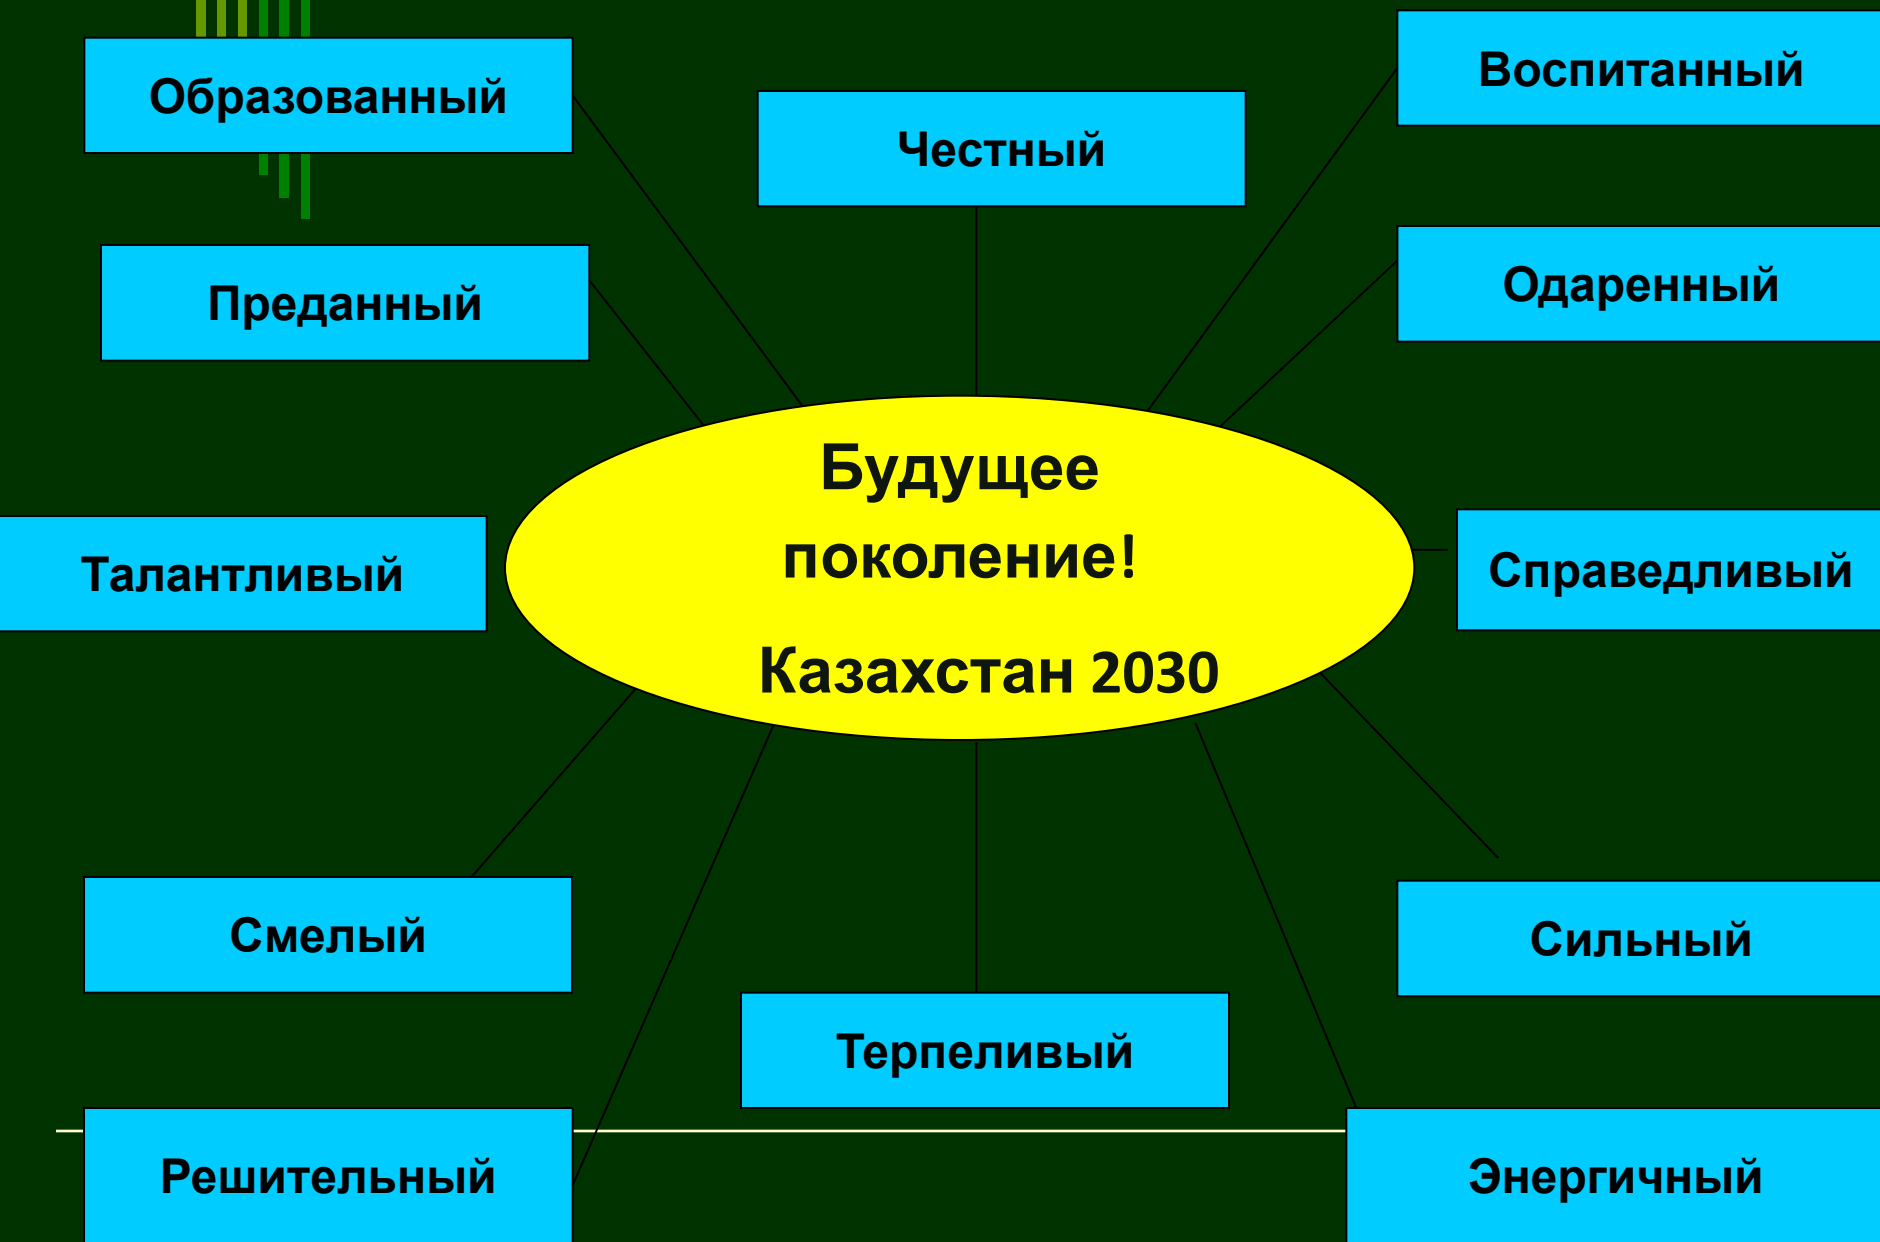 Образованный
Честный
Воспитанный
Преданный
Одаренный
Будущее
поколение!
Казахстан 2030
Талантливый
Справедливый
Смелый
Сильный
Терпеливый
Решительный
Энергичный